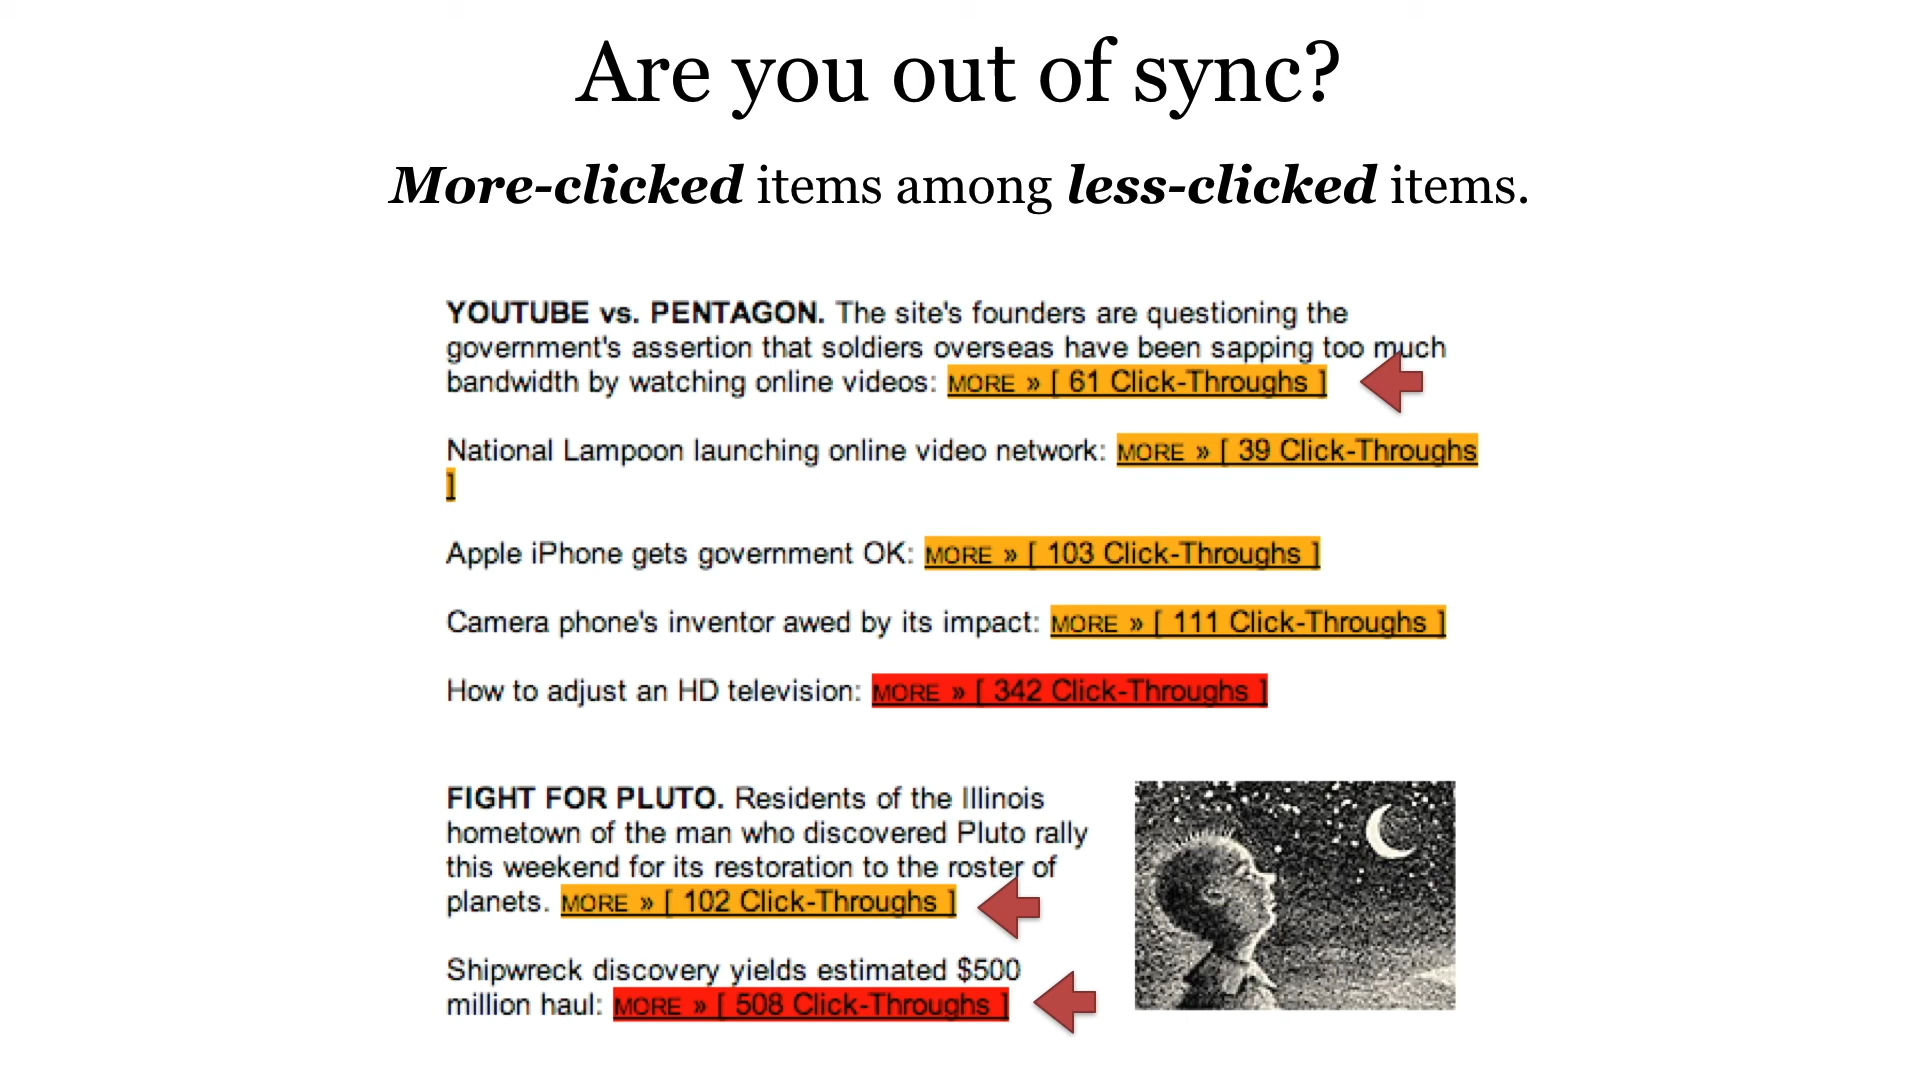 Are you out of sync?
More-clicked items among less-clicked items.
YOUTUBE vs. PENTAGON. The site's founders are questioning the
government's assertion that soldiers overseas have been sapping too much
bandwidth by watching online videos: MORE » [ 61 Click-Throughs ]
National Lampoon launching online video network: MORE » [ 39 Click-Throughs
]
Apple iPhone gets government OK: MORE » [ 103 Click-Throughs ]
Camera phone's inventor awed by its impact: MORE » [ 111 Click-Throughs ]
How to adjust an HD television: MORE » [ 342 Click-Throughs ]
FIGHT FOR PLUTO. Residents of the Illinois
hometown of the man who discovered Pluto rally
this weekend for its restoration to the roster of
planets. MORE » [ 102 Click-Throughs ]
Shipwreck discovery yields estimated $500
million haul: MORE » [ 508 Click-Throughs ]